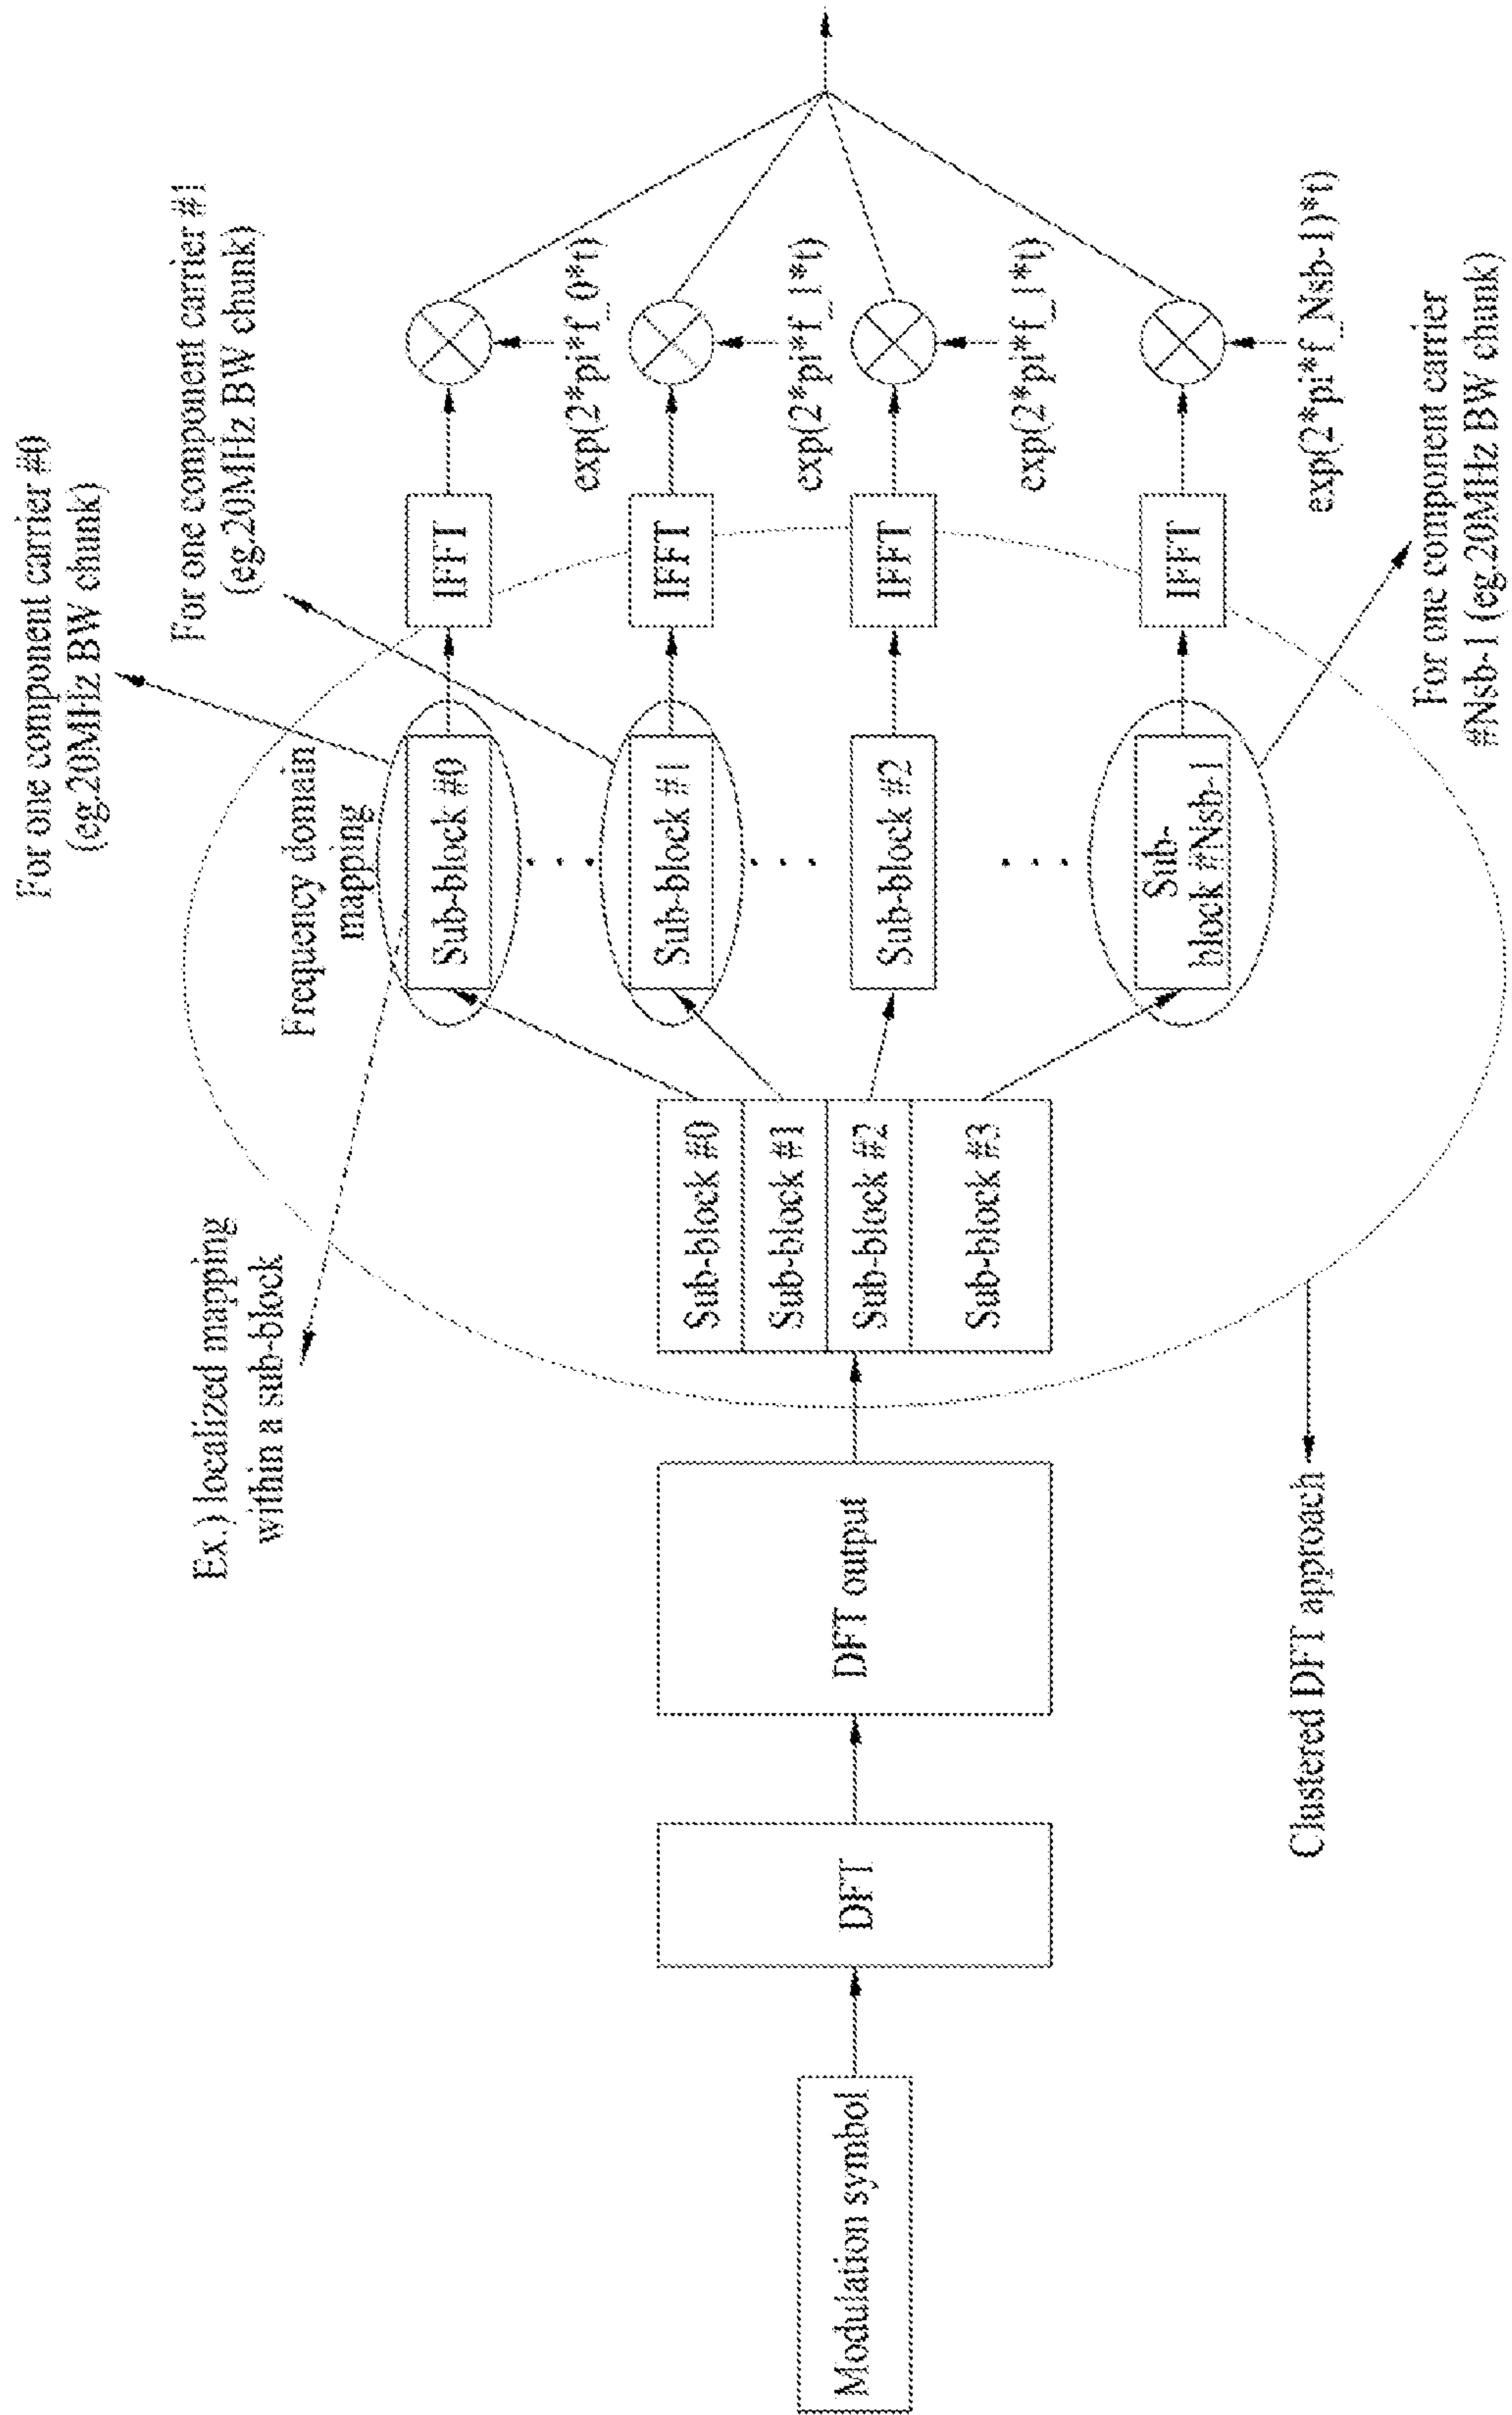 For one component carrier #0
(eg.20MHz BW chunk)
For one component carrier #1
(eg.20MHz BW chunk)
Ex.) localized mapping
within a sub-block
Frequency domain
mapping
Modulation symbol
DFT
DFT output
Sub-block #0
Sub-block #1
Sub-block #2
Sub-block #3
Sub-block #0
IFFT
exp(2*pi*f_0*t)
Sub-block #1
IFFT
exp(2*pi*f_1*t)
Sub-block #2
IFFT
exp(2*pi*f_1*t)
Sub-
block #Nsb-1
IFFT
exp(2*pi*f_Nsb-1)*t)
Clustered DFT approach
For one component carrier
#Nsb-1 (eg.20MHz BW chunk)